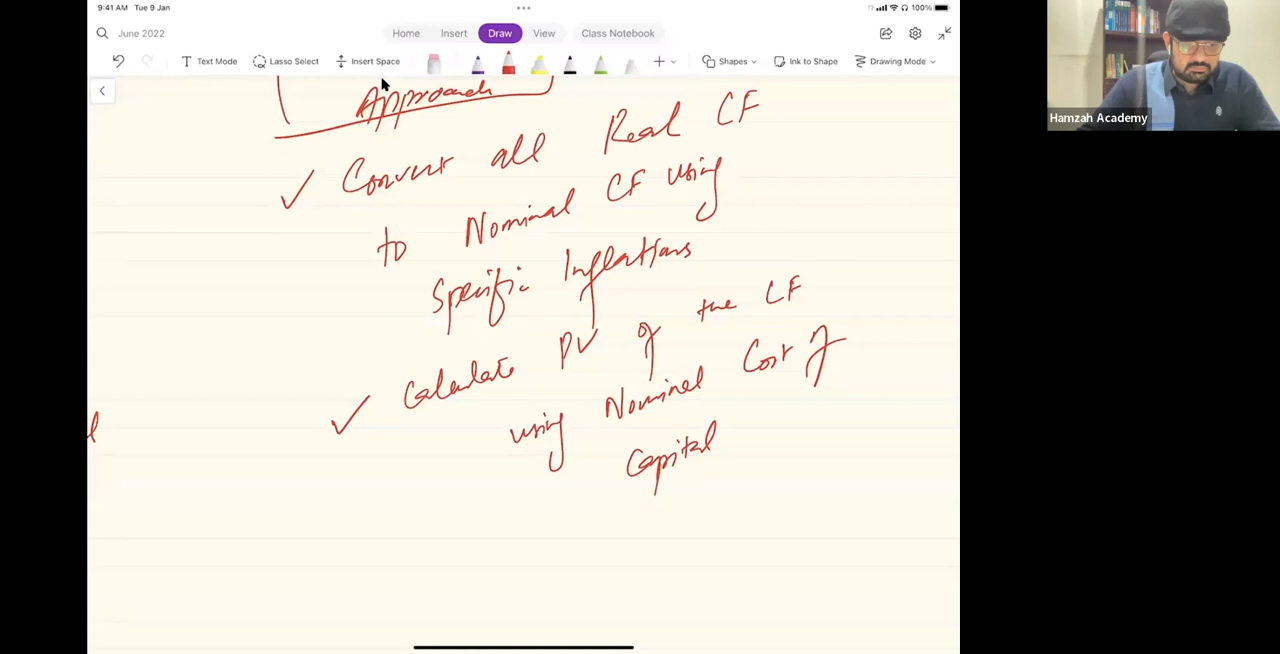 9:41 AM Tue 9 Jan
100%
June 2022
Home Insert Draw View Class Notebook
Text Mode Lasso Select Insert Space Shapes Ink to Shape Drawing Mode
Approach
✓ Convert all Real CF
to Nominal CF using
Specific Inflations
✓ Calculate PV of the CF
using Nominal Cost of
Capital
Hamzah Academy